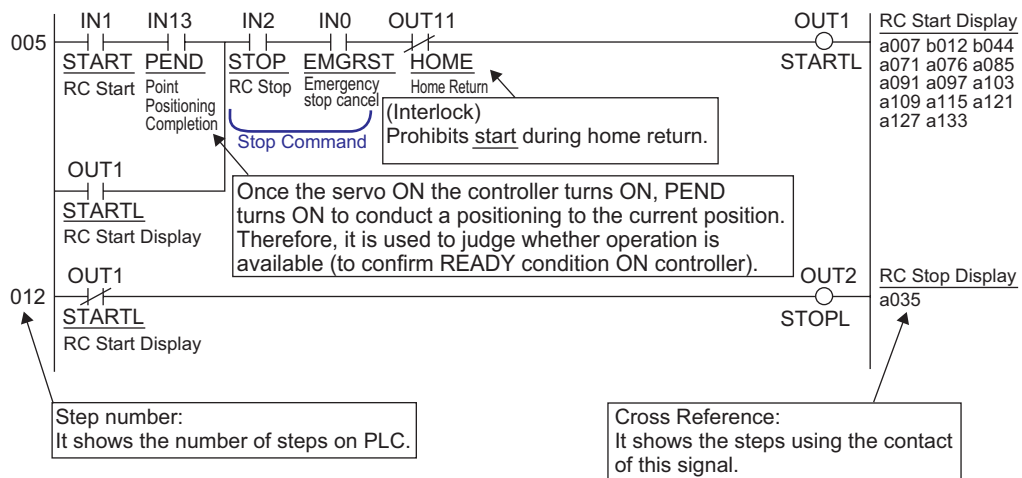 IN1 IN13 IN2 IN0 OUT11 OUT1 RC Start Display
005
START PEND STOP EMGRST HOME STARTL
RC Start Point Positioning Completion RC Stop Emergency stop cancel Home Return
a007 b012 b044
a071 a076 a085
a091 a097 a103
a109 a115 a121
a127 a133
Stop Command
(Interlock)
Prohibits start during home return.
OUT1
STARTL
RC Start Display
Once the servo ON the controller turns ON, PEND
turns ON to conduct a positioning to the current position.
Therefore, it is used to judge whether operation is
available (to confirm READY condition ON controller).
OUT1 OUT2 RC Stop Display
012 a035
STARTL STOPL
RC Start Display
Step number:
It shows the number of steps on PLC.
Cross Reference:
It shows the steps using the contact
of this signal.